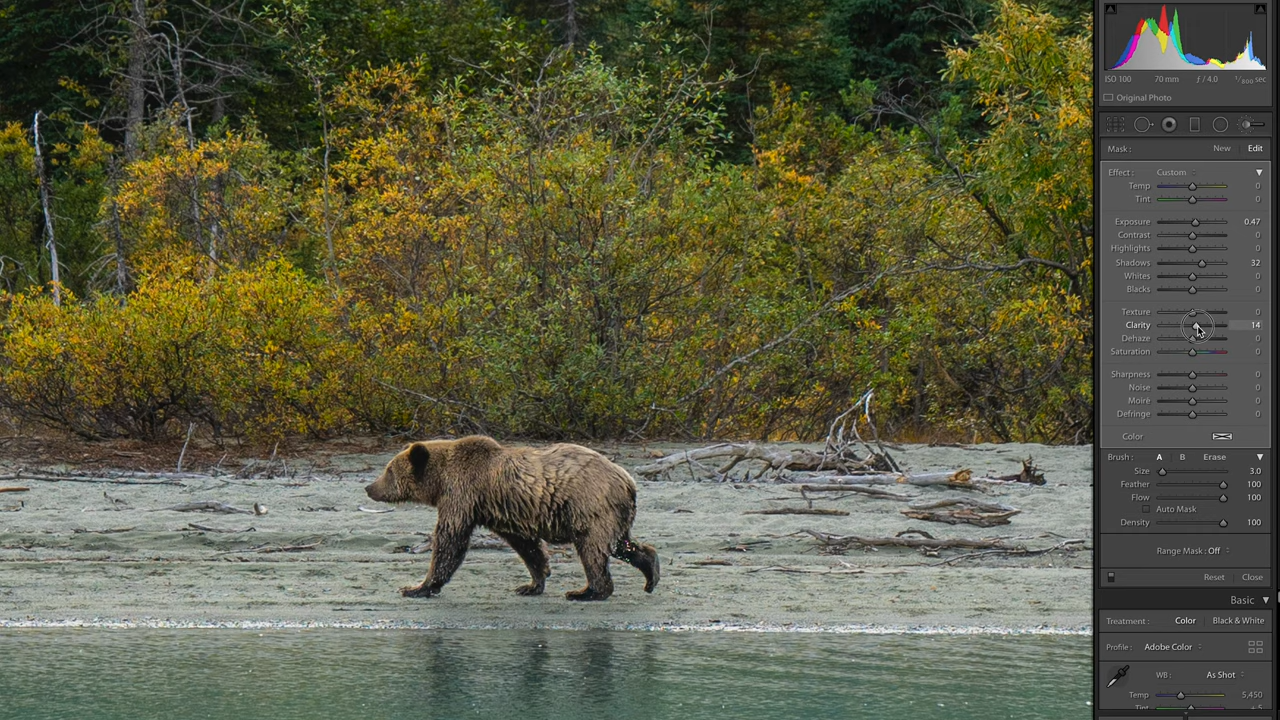 ISO 100 70 mm ƒ / 4.0 1/800 sec
Original Photo
Mask : New Edit
Effect : Custom
Temp 0
Tint 0
Exposure 0.47
Contrast 0
Highlights 0
Shadows 32
Whites 0
Blacks 0
Texture 0
Clarity 14
Dehaze 0
Saturation 0
Sharpness 0
Noise 0
Moiré 0
Defringe 0
Color
Brush : A B Erase
Size 3.0
Feather 100
Flow 100
Auto Mask
Density 100
Range Mask : Off
Reset Close
Basic
Treatment : Color Black & White
Profile : Adobe Color
WB : As Shot
Temp 5,450
Tint + 5